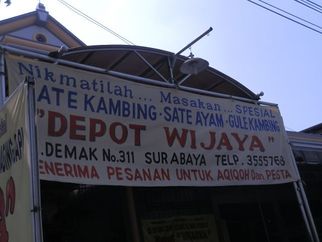 Nikmatilah... Masakan... SPESIAL
SATE KAMBING - SATE AYAM - GULE KAMBING
"DEPOT WIJAYA"
L.DEMAK No.311 SURABAYA TELP. 3555768
MENERIMA PESANAN UNTUK AQIQOH DAN PESTA